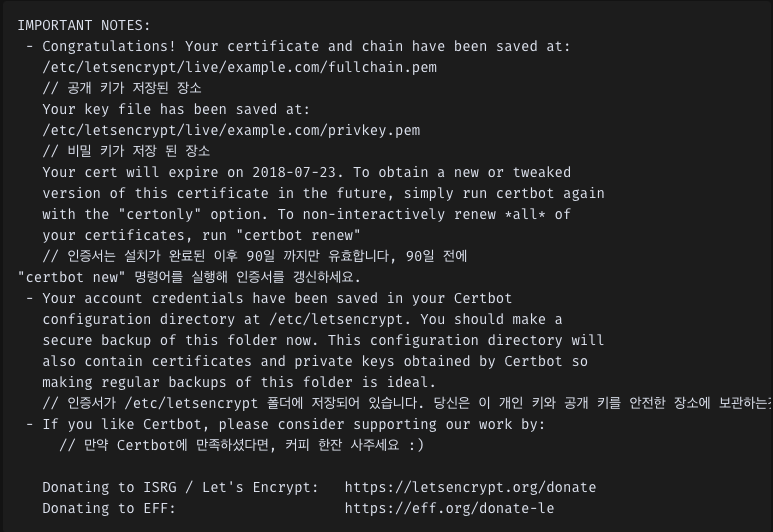 IMPORTANT NOTES:
- Congratulations! Your certificate and chain have been saved at:
/etc/letsencrypt/live/example.com/fullchain.pem
// 공개 키가 저장된 장소
Your key file has been saved at:
/etc/letsencrypt/live/example.com/privkey.pem
// 비밀 키가 저장 된 장소
Your cert will expire on 2018-07-23. To obtain a new or tweaked
version of this certificate in the future, simply run certbot again
with the "certonly" option. To non-interactively renew *all* of
your certificates, run "certbot renew"
// 인증서는 설치가 완료된 이후 90일 까지만 유효합니다, 90일 전에
"certbot new" 명령어를 실행해 인증서를 갱신하세요.
- Your account credentials have been saved in your Certbot
configuration directory at /etc/letsencrypt. You should make a
secure backup of this folder now. This configuration directory will
also contain certificates and private keys obtained by Certbot so
making regular backups of this folder is ideal.
// 인증서가 /etc/letsencrypt 폴더에 저장되어 있습니다. 당신은 이 개인 키와 공개 키를 안전한 장소에 보관하는
- If you like Certbot, please consider supporting our work by:
// 만약 Certbot에 만족하셨다면, 커피 한잔 사주세요 :)
Donating to ISRG / Let's Encrypt: https://letsencrypt.org/donate
Donating to EFF: https://eff.org/donate-le